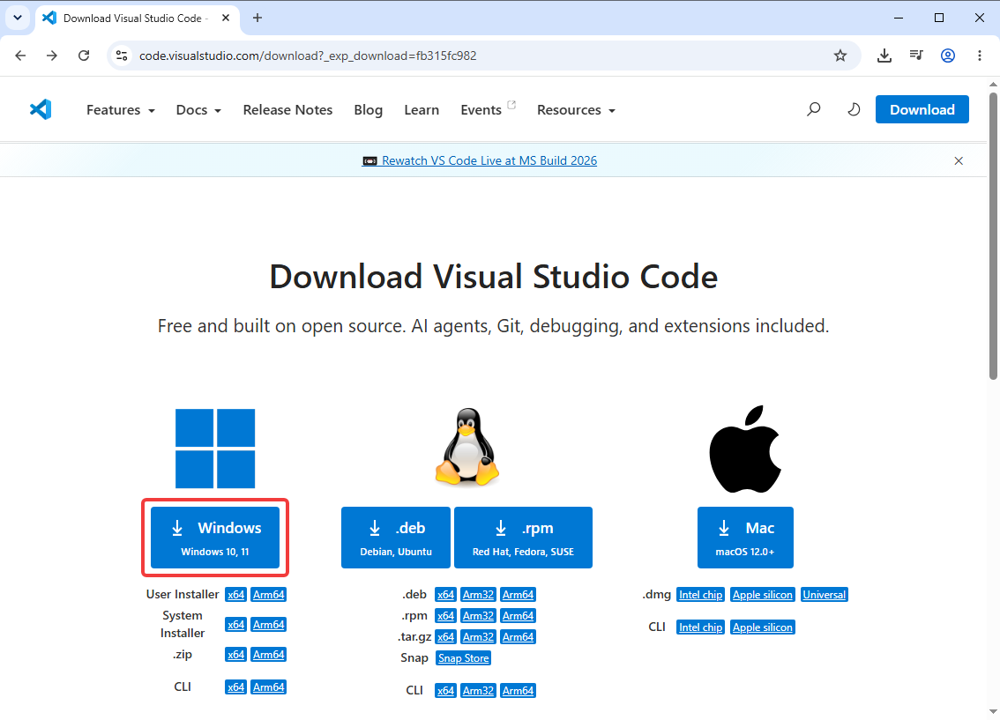 Download Visual Studio Code -
code.visualstudio.com/download?_exp_download=fb315fc982
Features Docs Release Notes Blog Learn Events Resources Download
Rewatch VS Code Live at MS Build 2026
Download Visual Studio Code
Free and built on open source. AI agents, Git, debugging, and extensions included.
Windows
Windows 10, 11
User Installer x64 Arm64
System
Installer x64 Arm64
.zip x64 Arm64
CLI x64 Arm64
.deb
Debian, Ubuntu
.rpm
Red Hat, Fedora, SUSE
.deb x64 Arm32 Arm64
.rpm x64 Arm32 Arm64
.tar.gz x64 Arm32 Arm64
Snap Snap Store
CLI x64 Arm32 Arm64
Mac
macOS 12.0+
.dmg Intel chip Apple silicon Universal
CLI Intel chip Apple silicon